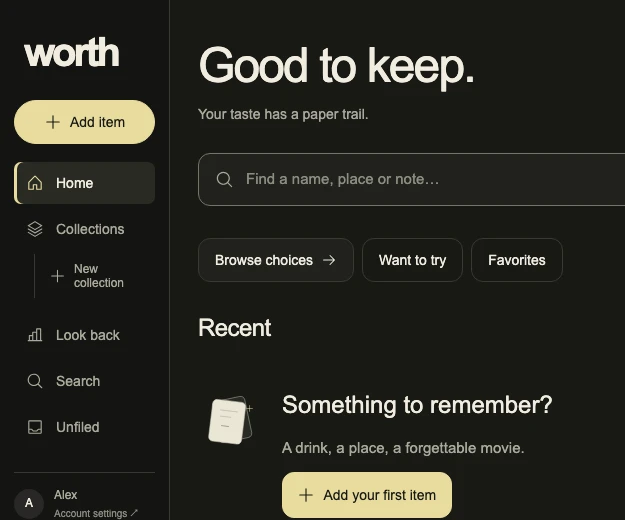 worth
Add item
Home
Collections
New
collection
Look back
Search
Unfiled
A
Alex
Account settings ↗
Good to keep.
Your taste has a paper trail.
Find a name, place or note…
Browse choices →
Want to try
Favorites
Recent
Something to remember?
A drink, a place, a forgettable movie.
Add your first item